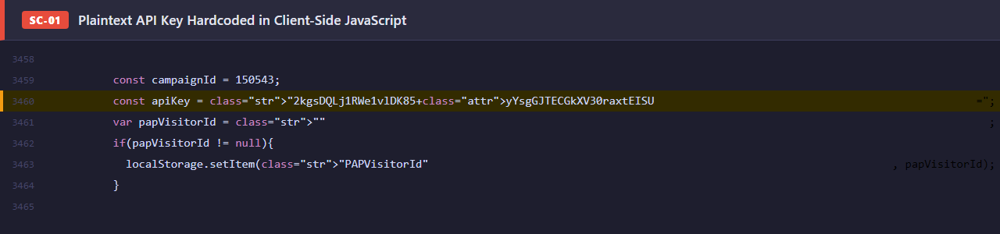 SC-01 Plaintext API Key Hardcoded in Client-Side JavaScript
3458
3459 const campaignId = 150543;
3460 const apiKey = class="str">"2kgsDQLj1RWe1vlDK85+class="attr">yYsgGJTECGkXV30raxtEISU =";
3461 var papVisitorId = class="str">"" ;
3462 if(papVisitorId != null){
3463 localStorage.setItem(class="str">"PAPVisitorId" , papVisitorId);
3464 }
3465